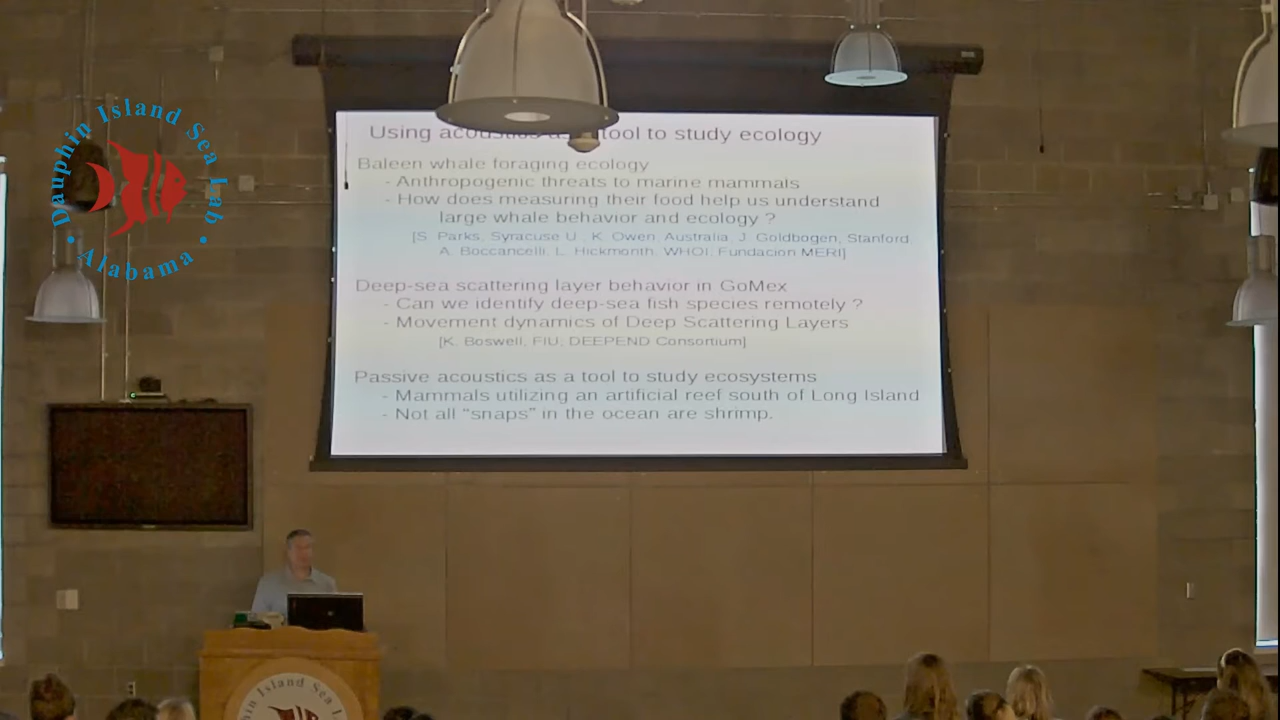 Dauphin Island Sea Lab
Alabama
Using acoustics as a tool to study ecology
Baleen whale foraging ecology
- Anthropogenic threats to marine mammals
- How does measuring their food help us understand
large whale behavior and ecology ?
[S. Parks, Syracuse U., K. Owen, Australia, J. Goldbogen, Stanford,
A. Boccancelli, L. Hickmonth, WHOI, Fundacion MERI]
Deep-sea scattering layer behavior in GoMex
- Can we identify deep-sea fish species remotely ?
- Movement dynamics of Deep Scattering Layers
[K. Boswell, FIU, DEEPEND Consortium]
Passive acoustics as a tool to study ecosystems
- Mammals utilizing an artificial reef south of Long Island
- Not all “snaps” in the ocean are shrimp.
Island Sea